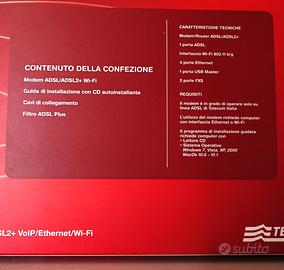 CONTENUTO DELLA CONFEZIONE
Modem ADSL/ADSL2+ Wi-Fi
Guida di installazione con CD autoinstallante
Cavi di collegamento
Filtro ADSL Plus
CARATTERISTICHE TECNICHE
Modem/Router ADSL/ADSL2+
1 porta ADSL
Interfaccia Wi-Fi 802.11 b/g
4 porte Ethernet
1 porta USB Master
2 porte FXS
REQUISITI
Il modem è in grado di operare solo su
linea ADSL di Telecom Italia
L'utilizzo del modem richiede computer
con interfaccia Ethernet o Wi-Fi
Il programma di installazione guidata
richiede computer con
• Lettore CD
• Sistema Operativo
Windows 7, Vista, XP, 2000
MacOs 10.6 - 10.1
SL2+ VoIP/Ethernet/Wi-Fi
TE
subito